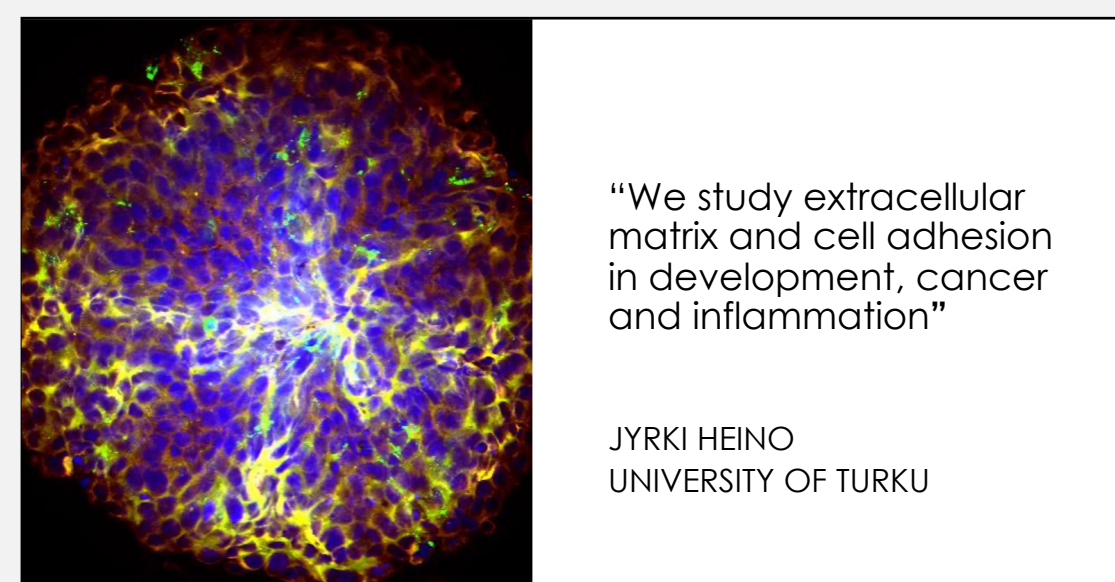 “We study extracellular
matrix and cell adhesion
in development, cancer
and inflammation”
JYRKI HEINO
UNIVERSITY OF TURKU